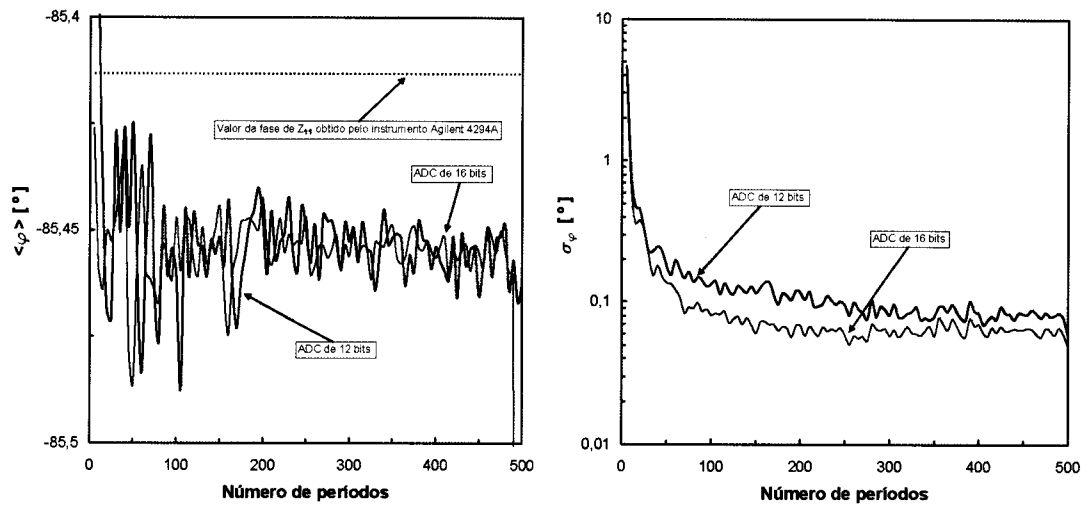 -85,4
-85,45
-85,5
<φ> [º]
Valor da fase de Z₁₁ obtido pelo instrumento Agilent 4294A
ADC de 16 bits
ADC de 12 bits
0
100
200
300
400
500
Número de períodos
10
1
0,1
0,01
σφ [º]
ADC de 12 bits
ADC de 16 bits
0
100
200
300
400
500
Número de períodos